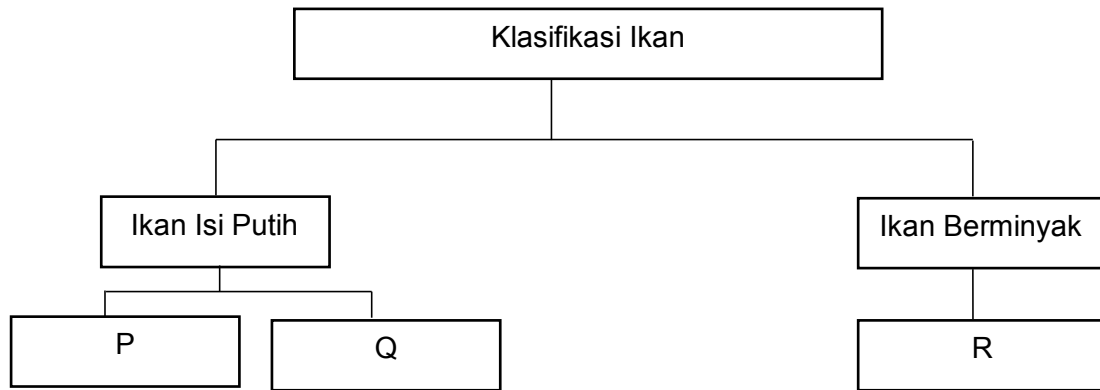 Klasifikasi Ikan
Ikan Isi Putih
Ikan Berminyak
P
Q
R